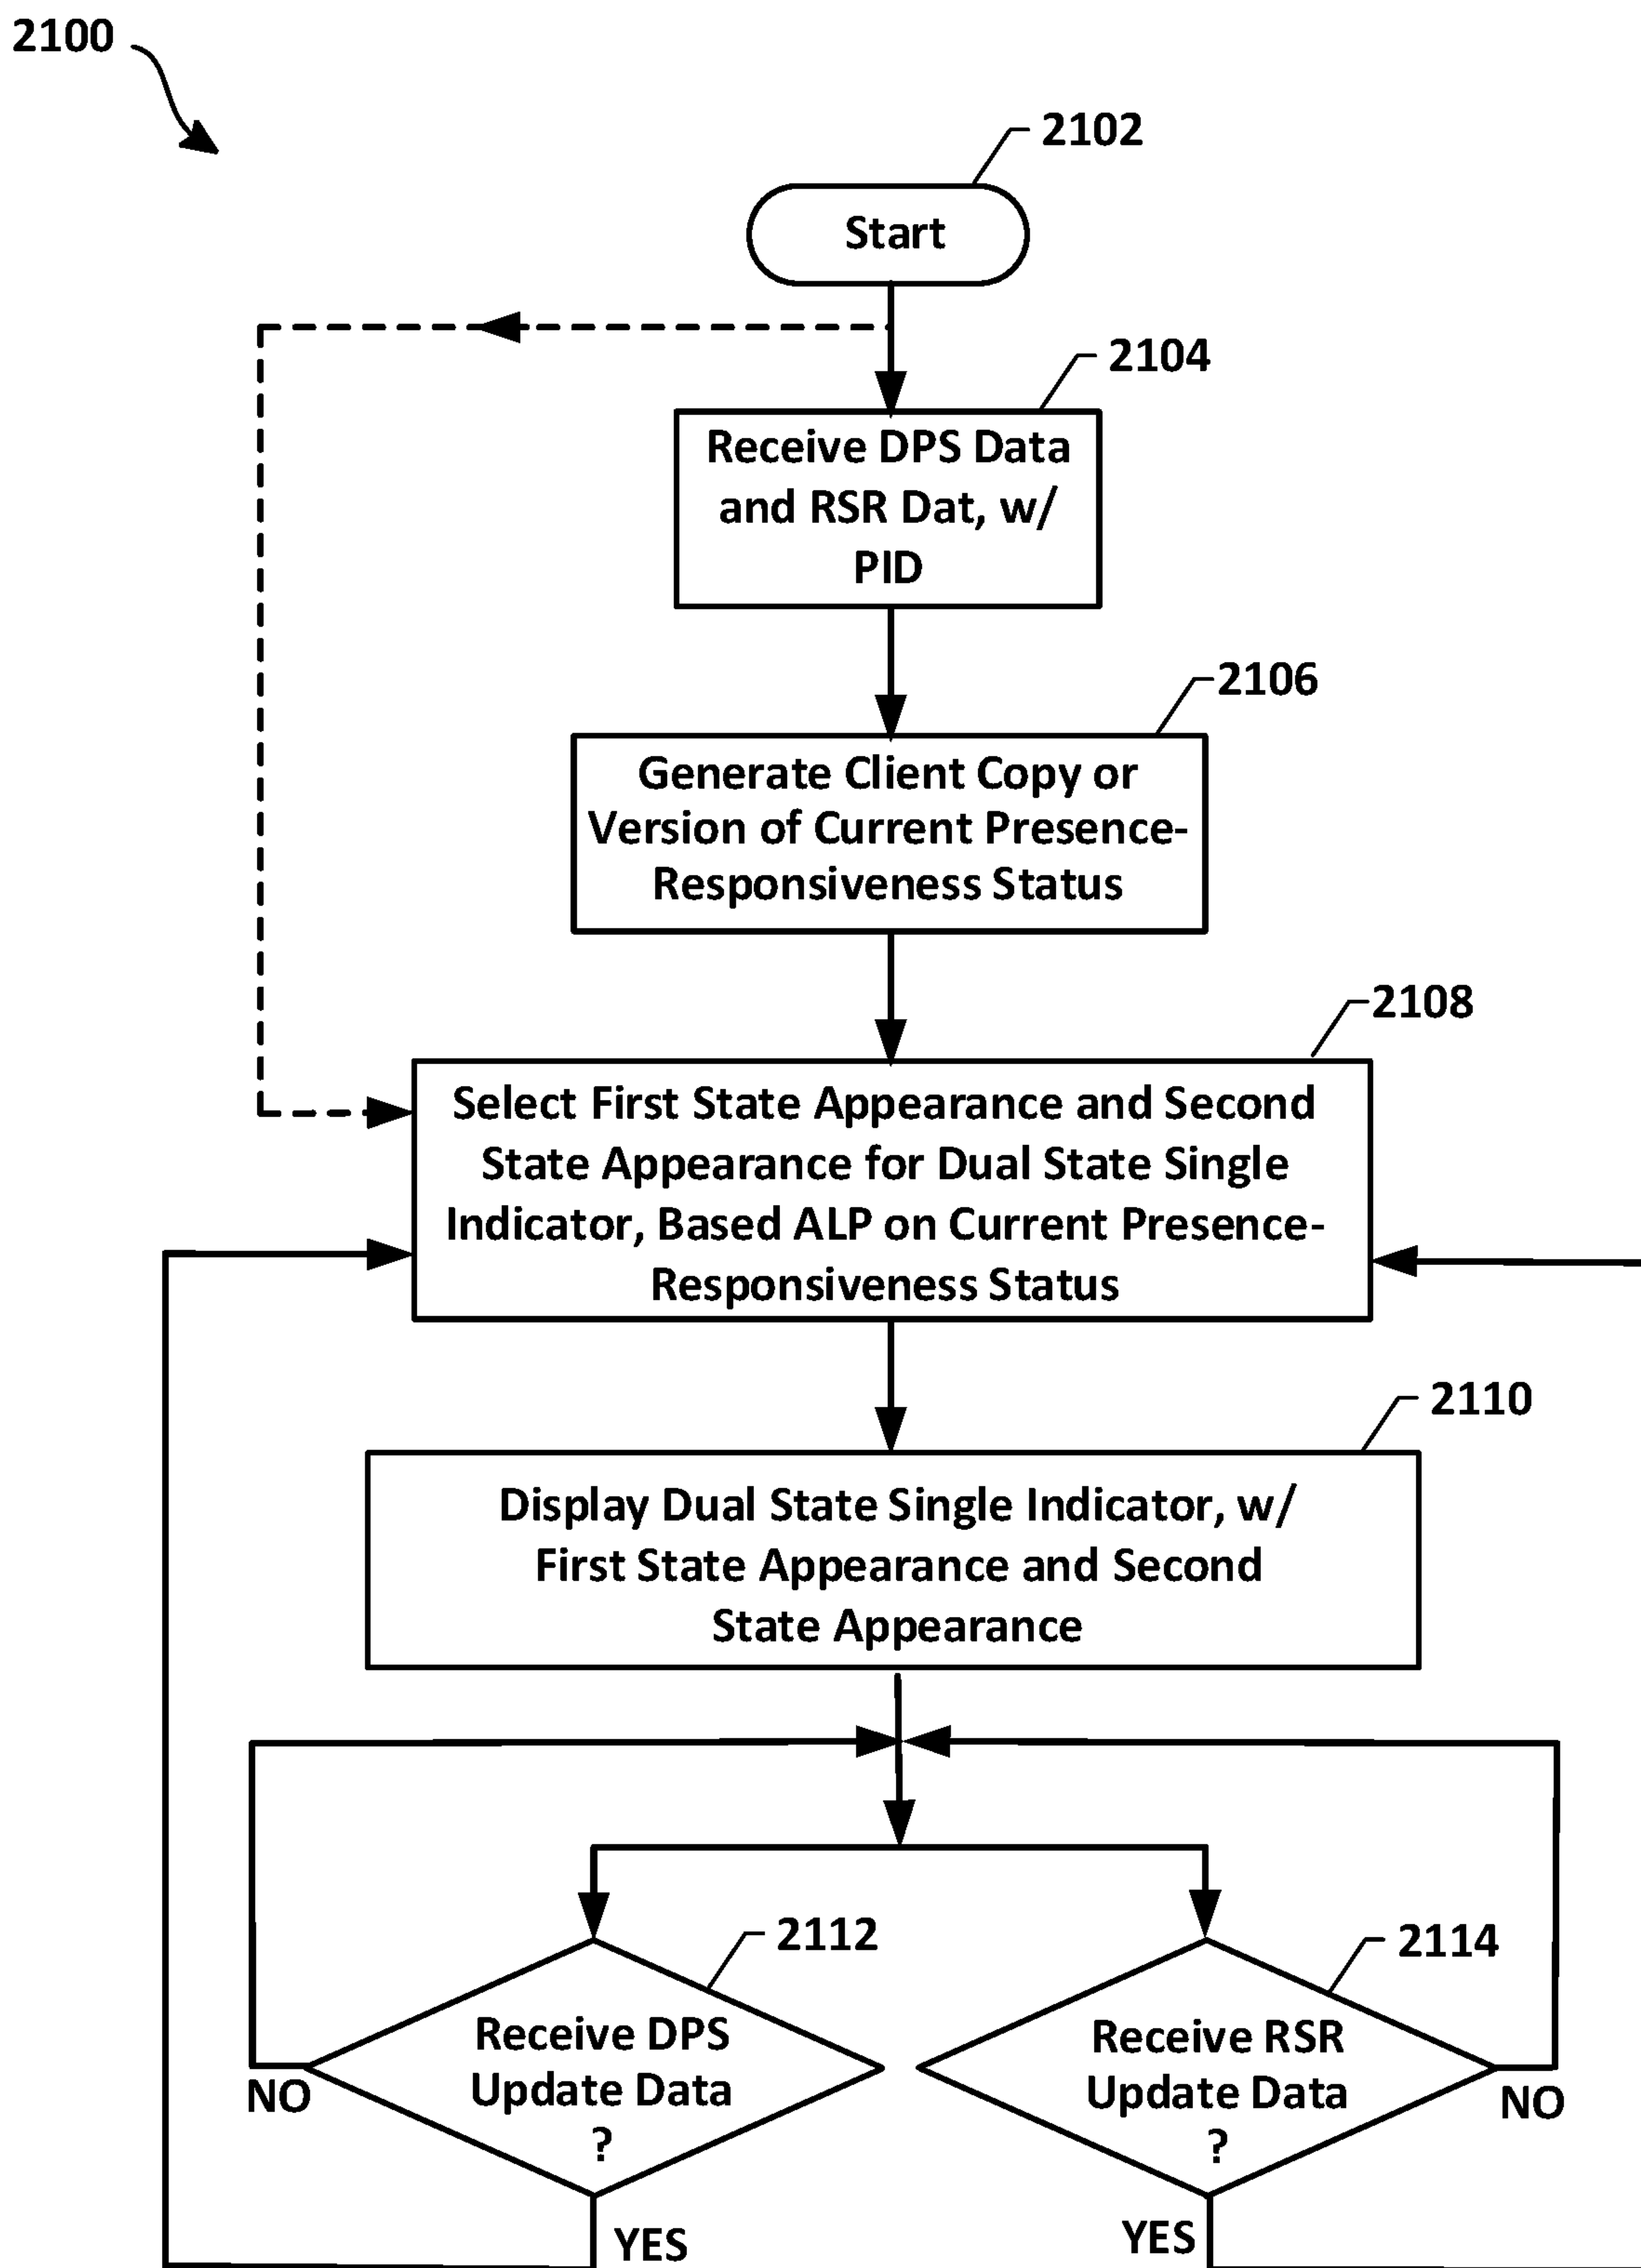 2100
2102
Start
2104
Receive DPS Data
and RSR Dat, w/
PID
2106
Generate Client Copy or
Version of Current Presence-
Responsiveness Status
2108
Select First State Appearance and Second
State Appearance for Dual State Single
Indicator, Based ALP on Current Presence-
Responsiveness Status
2110
Display Dual State Single Indicator, w/
First State Appearance and Second
State Appearance
2112
Receive DPS
Update Data
?
NO
YES
2114
Receive RSR
Update Data
?
NO
YES